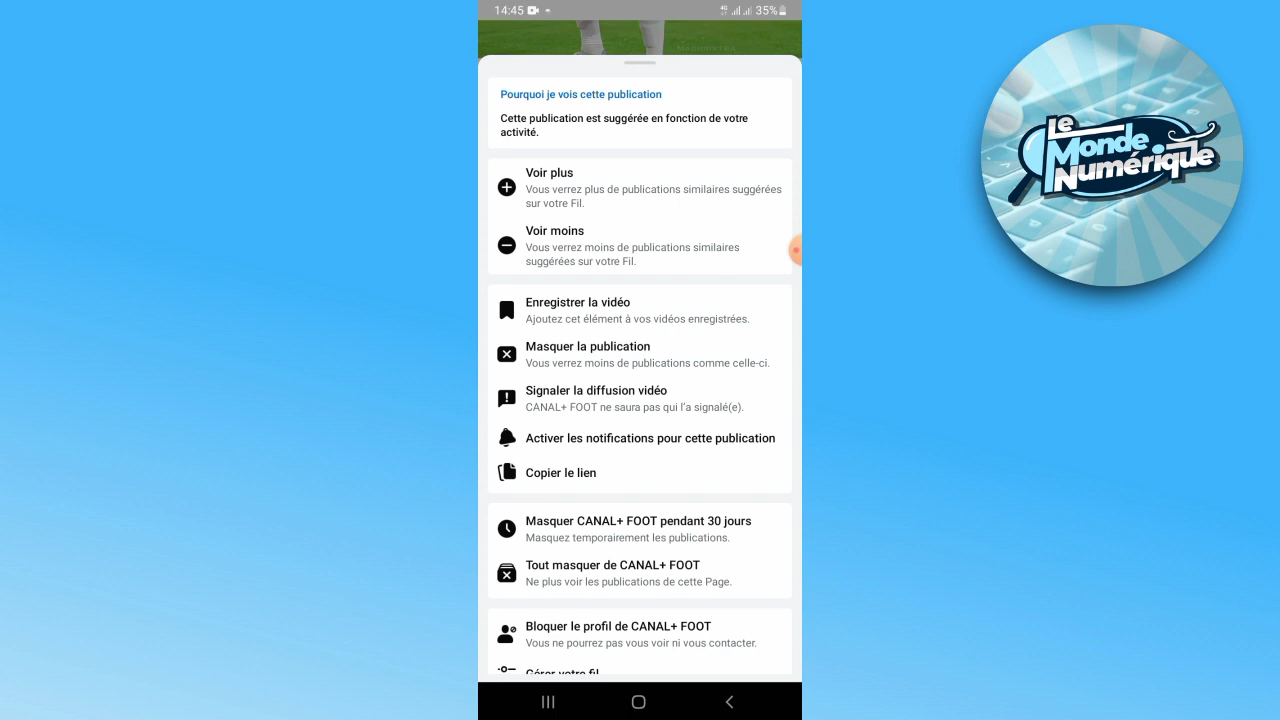 14:45
4G 35%
Pourquoi je vois cette publication
Cette publication est suggérée en fonction de votre
activité.
Voir plus
Vous verrez plus de publications similaires suggérées
sur votre Fil.
Voir moins
Vous verrez moins de publications similaires
suggérées sur votre Fil.
Enregistrer la vidéo
Ajoutez cet élément à vos vidéos enregistrées.
Masquer la publication
Vous verrez moins de publications comme celle-ci.
Signaler la diffusion vidéo
CANAL+ FOOT ne saura pas qui l'a signalé(e).
Activer les notifications pour cette publication
Copier le lien
Masquer CANAL+ FOOT pendant 30 jours
Masquez temporairement les publications.
Tout masquer de CANAL+ FOOT
Ne plus voir les publications de cette Page.
Bloquer le profil de CANAL+ FOOT
Vous ne pourrez pas vous voir ni vous contacter.
Gérer votre fil
Le
Monde
Numérique